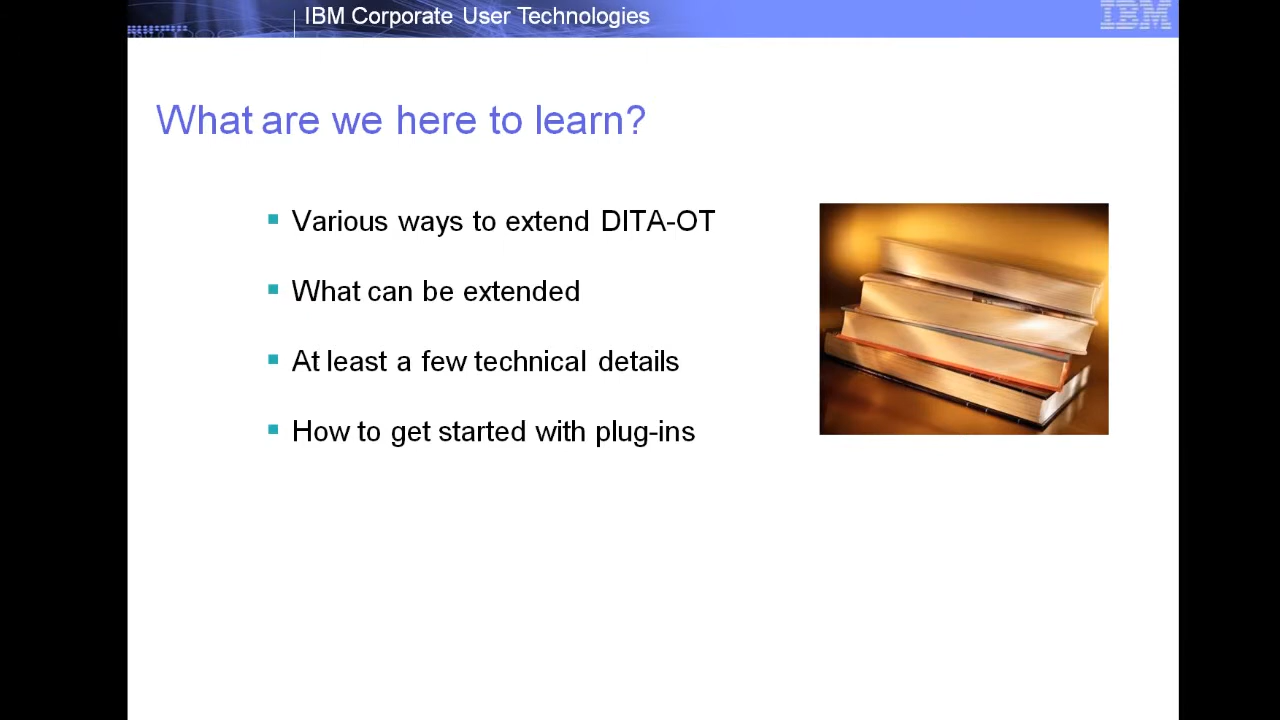 IBM Corporate User Technologies
IBM
What are we here to learn?
Various ways to extend DITA-OT
What can be extended
At least a few technical details
How to get started with plug-ins